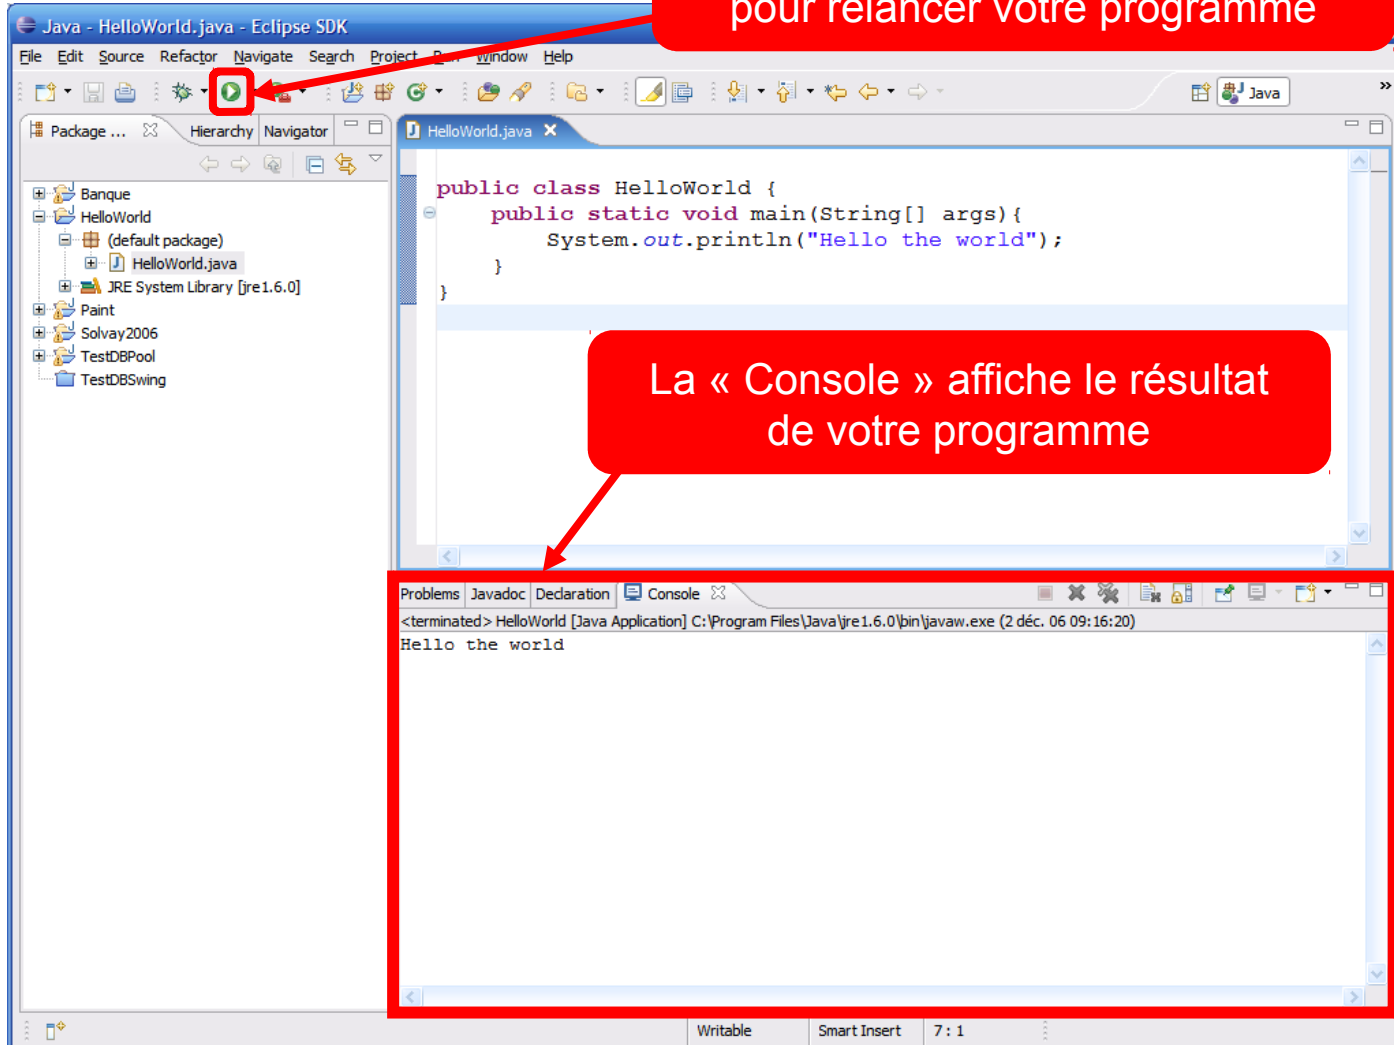 pour relancer votre programme
Java - HelloWorld.java - Eclipse SDK
File Edit Source Refactor Navigate Search Project Run Window Help
Java
»
Package ... Hierarchy Navigator
HelloWorld.java
Banque
HelloWorld
(default package)
HelloWorld.java
JRE System Library [jre1.6.0]
Paint
Solvay2006
TestDBPool
TestDBSwing
public class HelloWorld {
public static void main(String[] args){
System.out.println("Hello the world");
}
}
La « Console » affiche le résultat
de votre programme
Problems Javadoc Declaration Console
<terminated> HelloWorld [Java Application] C:\Program Files\Java\jre1.6.0\bin\javaw.exe (2 déc. 06 09:16:20)
Hello the world
Writable Smart Insert 7 : 1